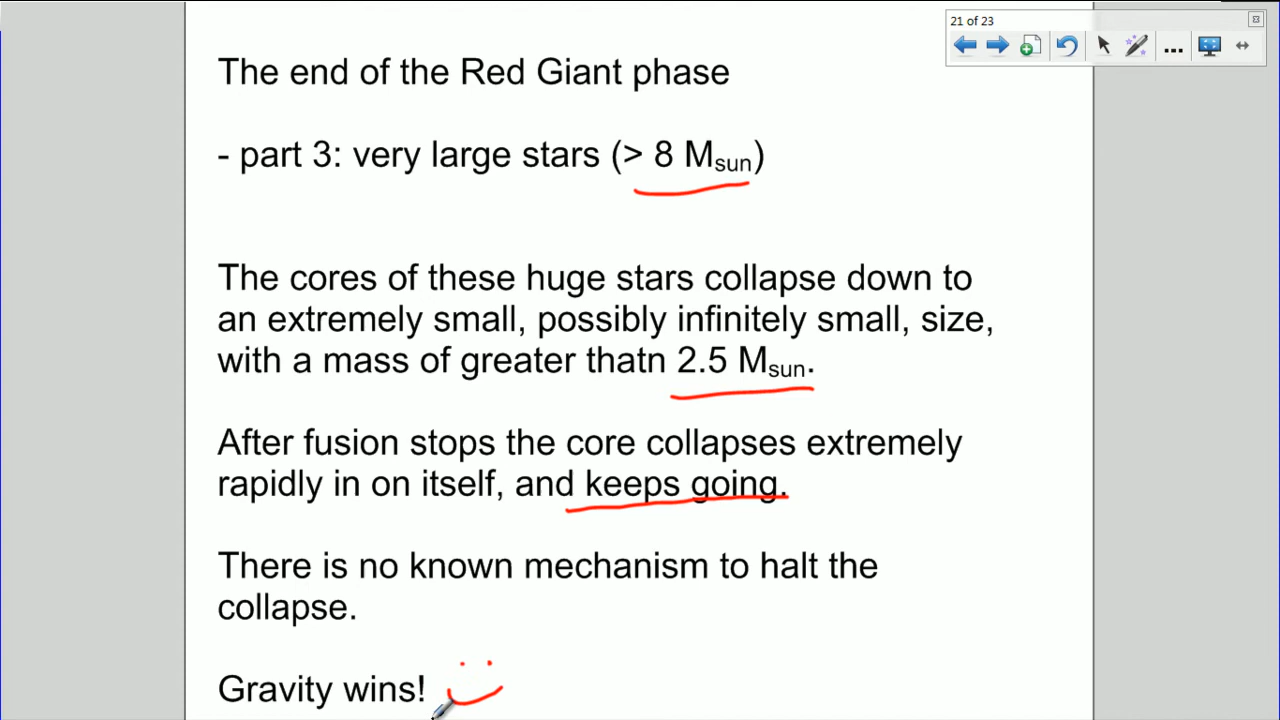 21 of 23
The end of the Red Giant phase
- part 3: very large stars (> 8 Msun)
The cores of these huge stars collapse down to
an extremely small, possibly infinitely small, size,
with a mass of greater thatn 2.5 Msun.
After fusion stops the core collapses extremely
rapidly in on itself, and keeps going.
There is no known mechanism to halt the
collapse.
Gravity wins!